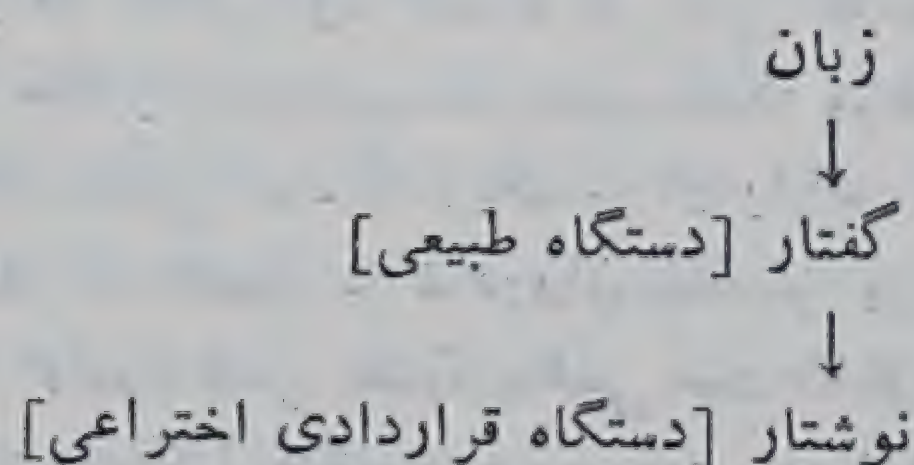 زبان
↓
گفتار [دستگاه طبیعی]
↓
نوشتار [دستگاه قراردادی اختراعی]